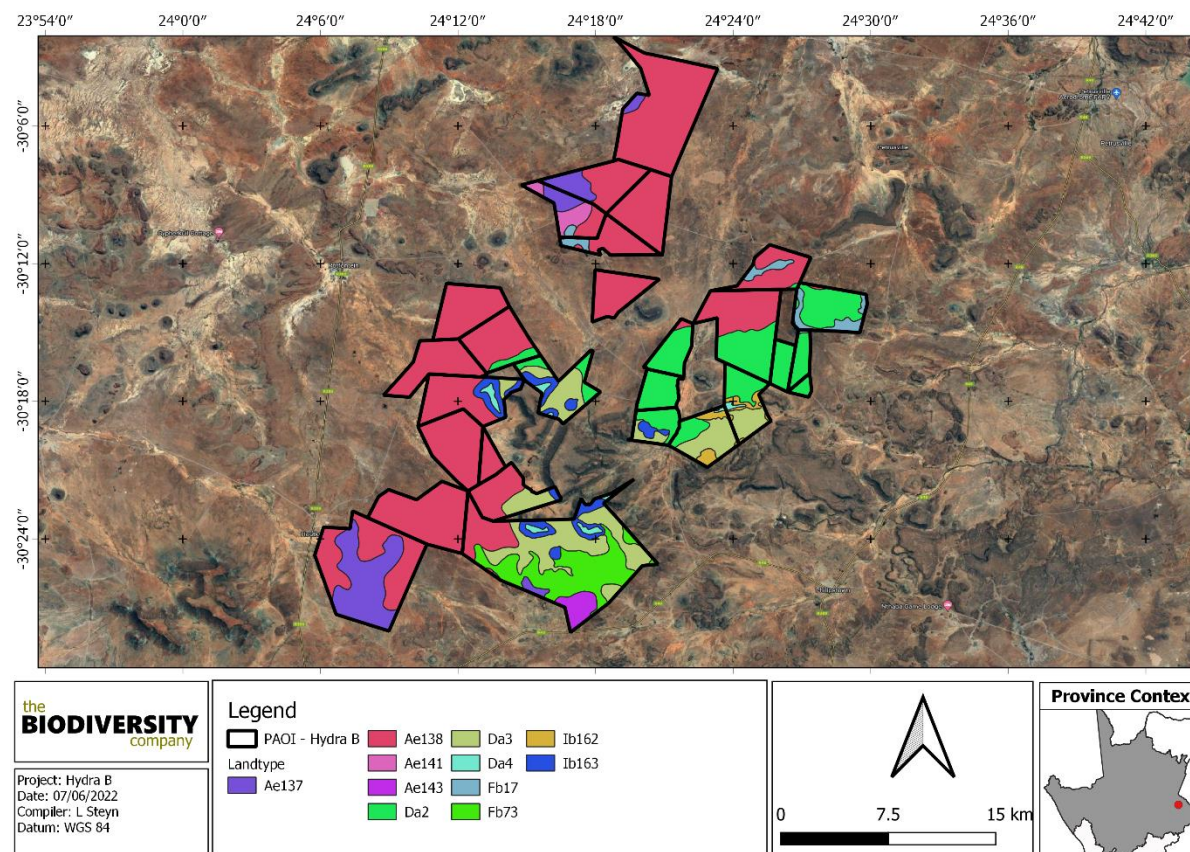 23°54′0″ 24°0′0″ 24°6′0″ 24°12′0″ 24°18′0″ 24°24′0″ 24°30′0″ 24°36′0″ 24°42′0″
-30°6′0″
-30°12′0″
-30°18′0″
-30°24′0″
the
BIODIVERSITY
company
Project: Hydra B
Date: 07/06/2022
Compiler: L Steyn
Datum: WGS 84
Legend
PAOI - Hydra B
Landtype
Ae137
Ae138
Ae141
Ae143
Da2
Da3
Da4
Fb17
Fb73
Ib162
Ib163
0 7.5 15 km
Province Contex